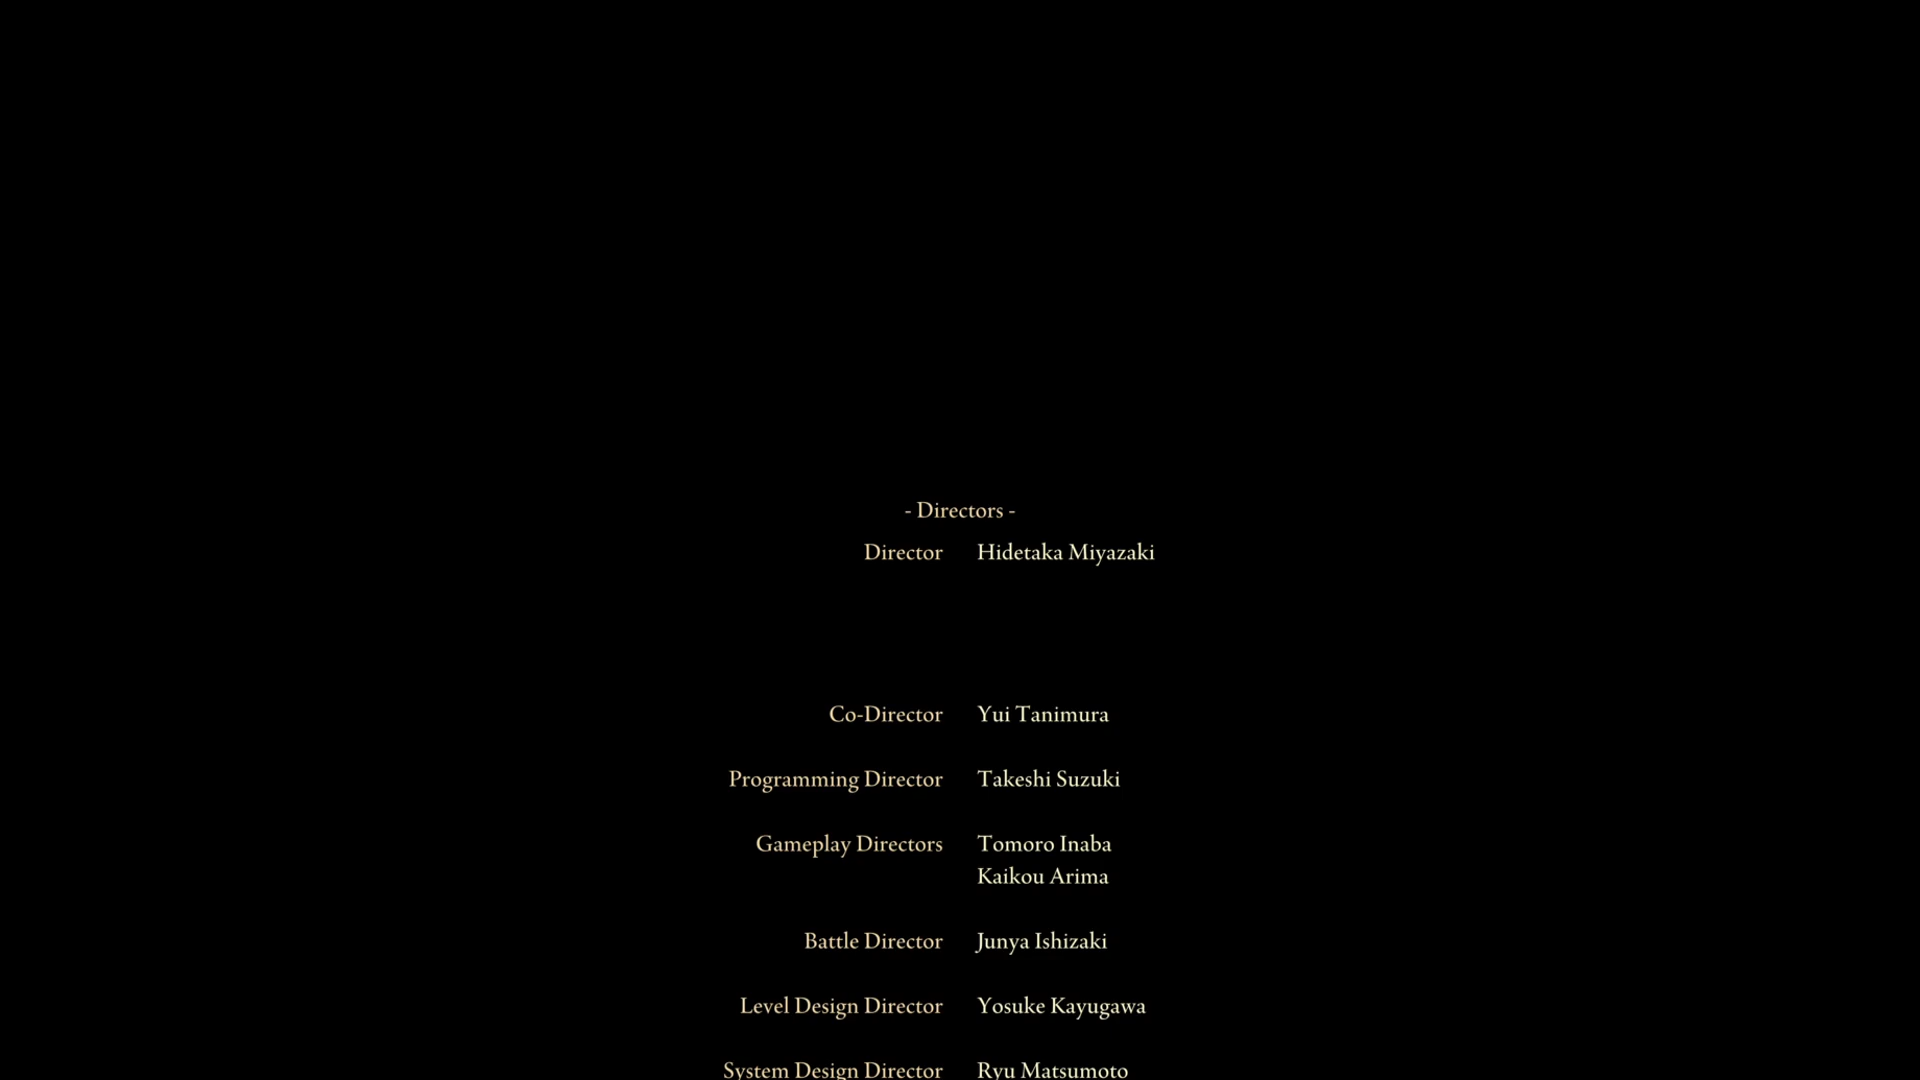 - Directors -
Director Hidetaka Miyazaki
Co-Director Yui Tanimura
Programming Director Takeshi Suzuki
Gameplay Directors Tomoro Inaba
Kaikou Arima
Battle Director Junya Ishizaki
Level Design Director Yosuke Kayugawa
System Design Director Ryu Matsumoto